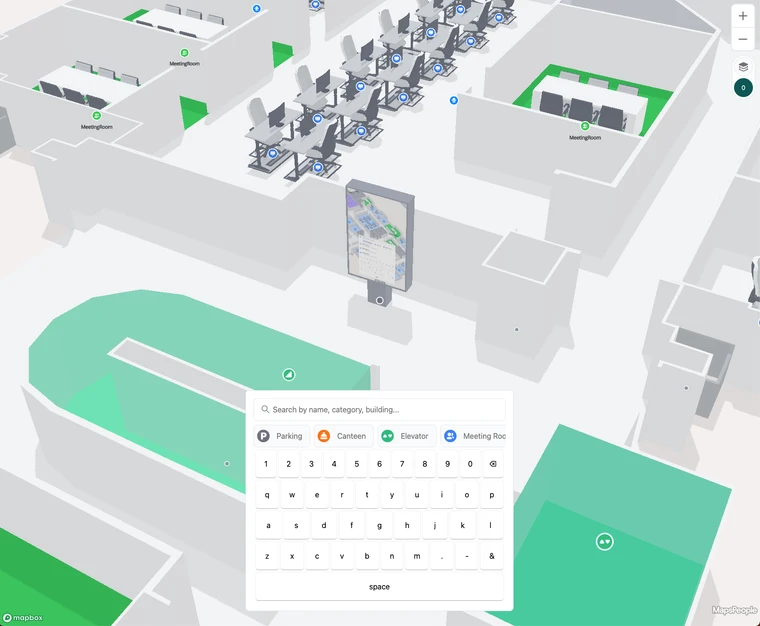 MeetingRoom
MeetingRoom
MeetingRoom
0
Search by name, category, building...
P Parking
Canteen
Elevator
Meeting Roo
1 2 3 4 5 6 7 8 9 0
q w e r t y u i o p
a s d f g h j k l
z x c v b n m . - &
space
mapbox
MapsPeople